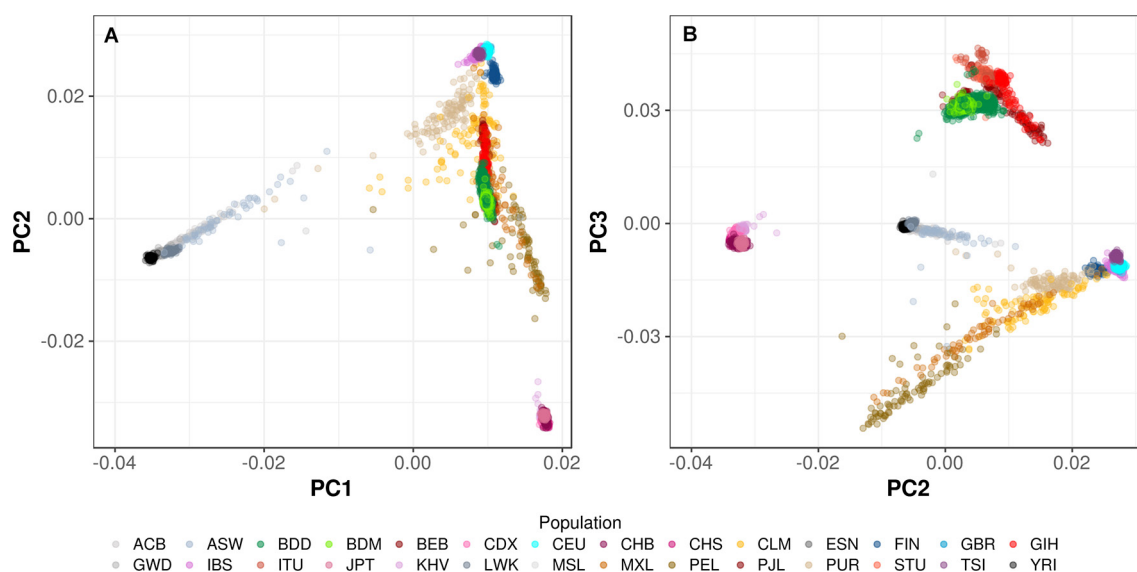 A
B
PC2
0.02
0.00
-0.02
-0.04
-0.02
0.00
0.02
PC1
PC3
0.03
0.00
-0.03
-0.04
-0.02
0.00
0.02
PC2
Population
ACB ASW BDD BDM BEB CDX CEU CHB CHS CLM ESN FIN GBR GIH
GWD IBS ITU JPT KHV LWK MSL MXL PEL PJL PUR STU TSI YRI